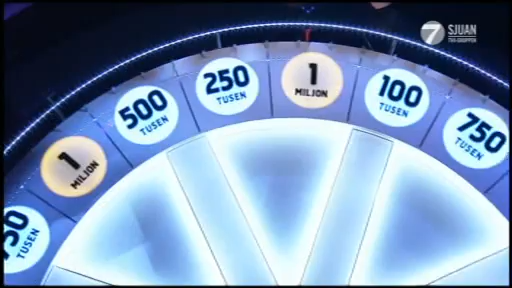 7 SJUAN
TV4-GRUPPEN
250
TUSEN
1
MILJON
100
TUSEN
500
TUSEN
750
TUSEN
1
MILJON
TUSEN